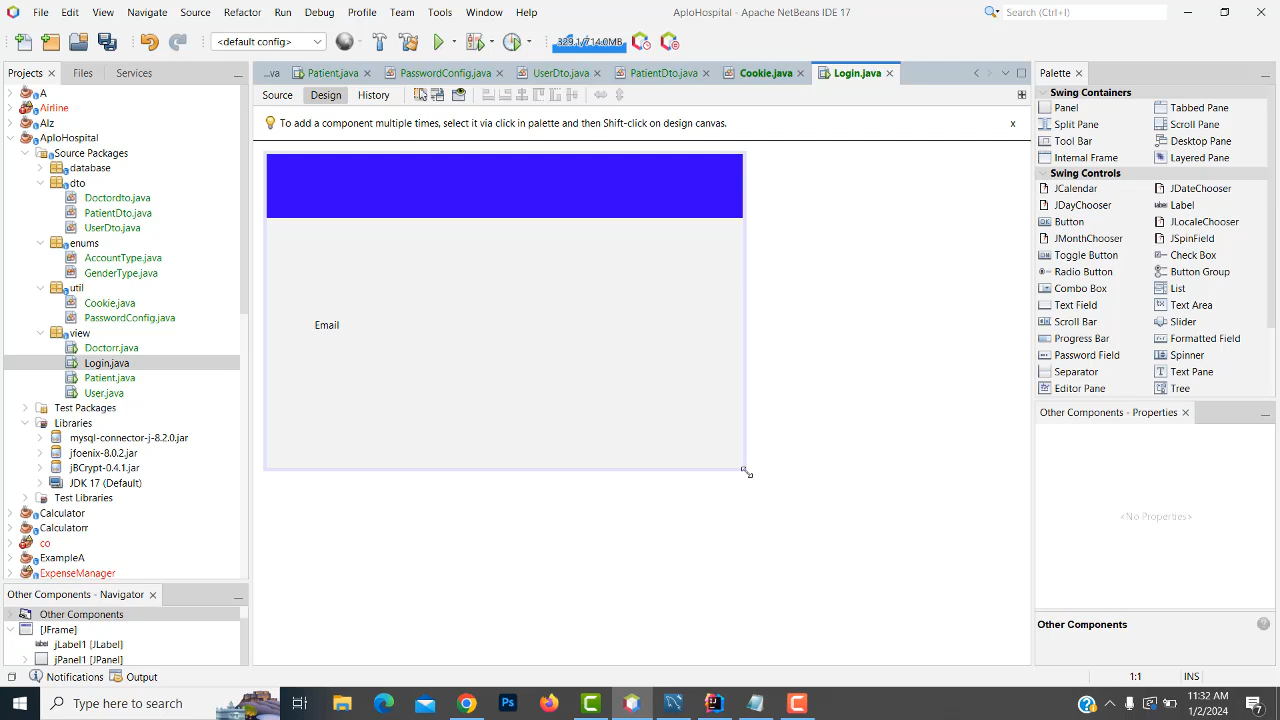 File Edit View Navigate Source Refactor Run Debug Profile Team Tools Window Help AploHospital - Apache NetBeans IDE 17 Search (Ctrl+I)
<default config> 329.1/714.0MB
Projects Files Services ...va Patient.java PasswordConfig.java UserDto.java PatientDto.java Cookie.java Login.java Palette
Source Design History
To add a component multiple times, select it via click in palette and then Shift-click on design canvas. x
A
Airline
Alz
AploHospital
Source Packages
database
dto
Doctordto.java
PatientDto.java
UserDto.java
enums
AccountType.java
GenderType.java
util
Cookie.java
PasswordConfig.java
view
Doctorr.java
Login.java
Patient.java
User.java
Test Packages
Libraries
mysql-connector-j-8.2.0.jar
jfoenix-8.0.2.jar
jBCrypt-0.4.1.jar
JDK 17 (Default)
Test Libraries
Calculator
Calculatorr
co
ExampleA
ExpenseManager
Other Components - Navigator
Other Components
[JFrame]
jLabel1 [JLabel]
jPanel1 [JPanel]
Email
Swing Containers
Panel Tabbed Pane
Split Pane Scroll Pane
Tool Bar Desktop Pane
Internal Frame Layered Pane
Swing Controls
JCalendar JDateChooser
JDayChooser Label
Button JLocaleChooser
JMonthChooser JSpinField
Toggle Button Check Box
Radio Button Button Group
Combo Box List
Text Field Text Area
Scroll Bar Slider
Progress Bar Formatted Field
Password Field Spinner
Separator Text Pane
Editor Pane Tree
Other Components - Properties
<No Properties>
Other Components
Notifications Output 1:1 INS
Type here to search
11:32 AM
1/2/2024